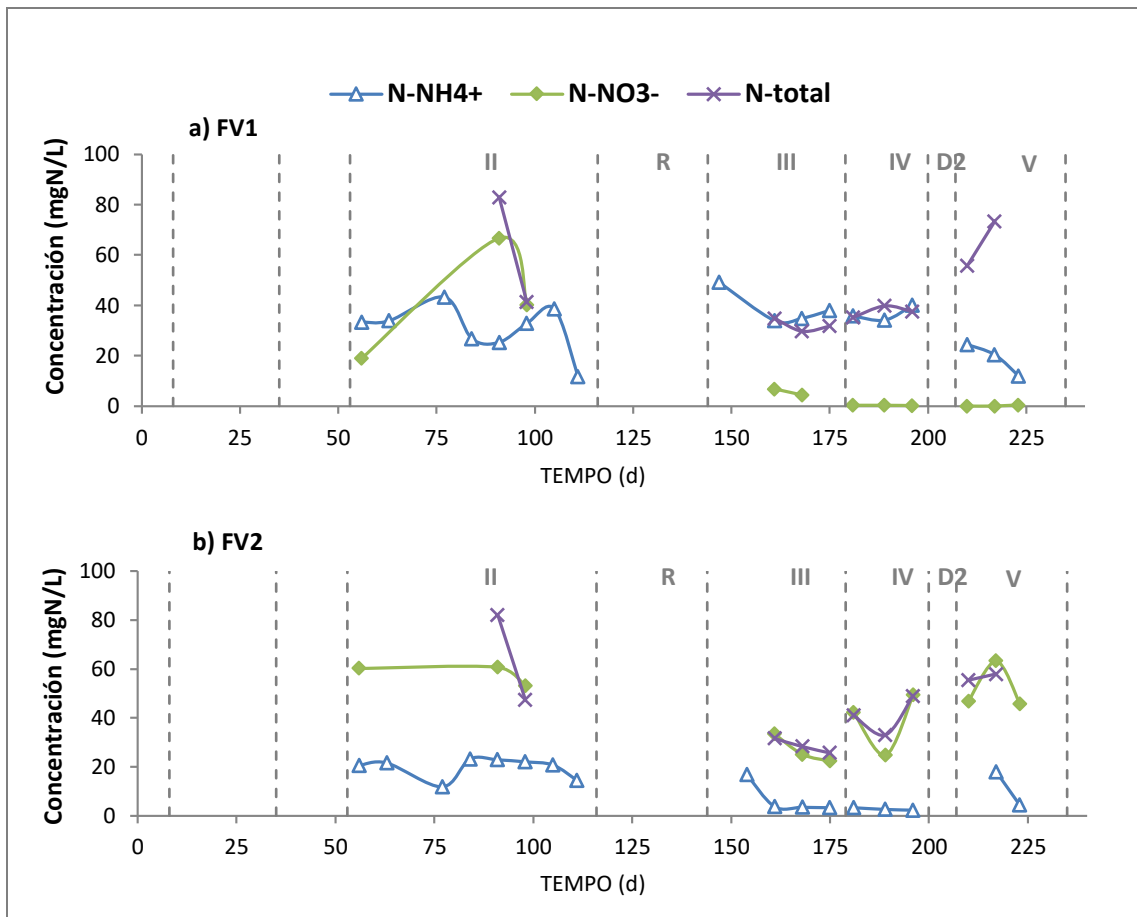 N-NH4+ N-NO3- N-total
a) FV1
Concentración (mgN/L)
100
80
60
40
20
0
II R III IV D2 V
0 25 50 75 100 125 150 175 200 225
TEMPO (d)
b) FV2
Concentración (mgN/L)
100
80
60
40
20
0
II R III IV D2 V
0 25 50 75 100 125 150 175 200 225
TEMPO (d)